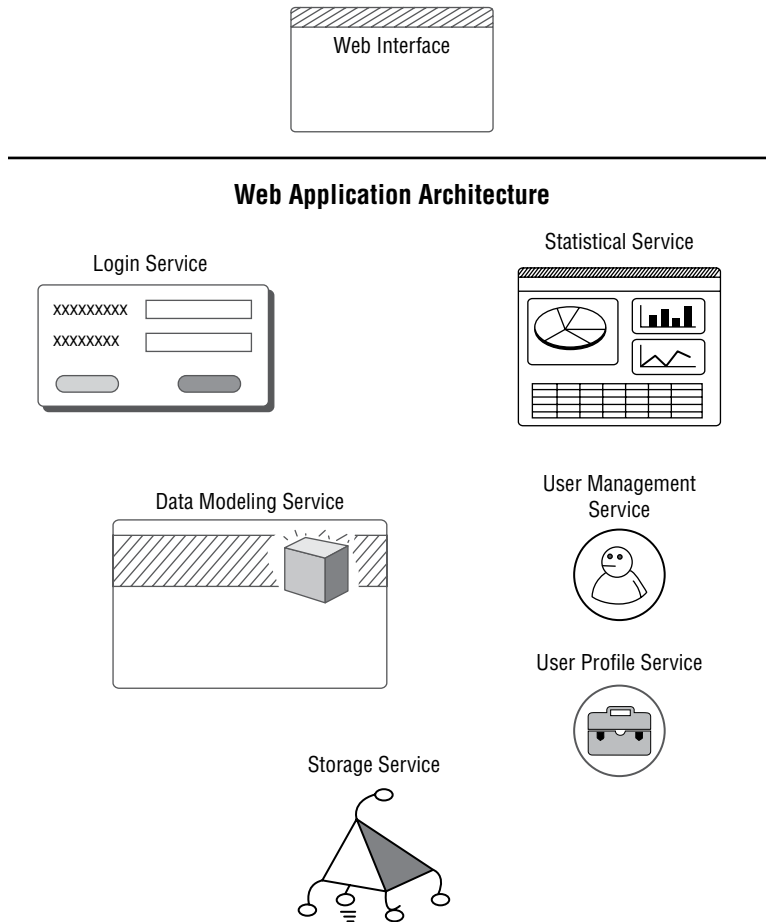 Web Interface
Web Application Architecture
Statistical Service
Login Service
xxxxxxxxx
xxxxxxxx
User Management
Service
Data Modeling Service
User Profile Service
Storage Service